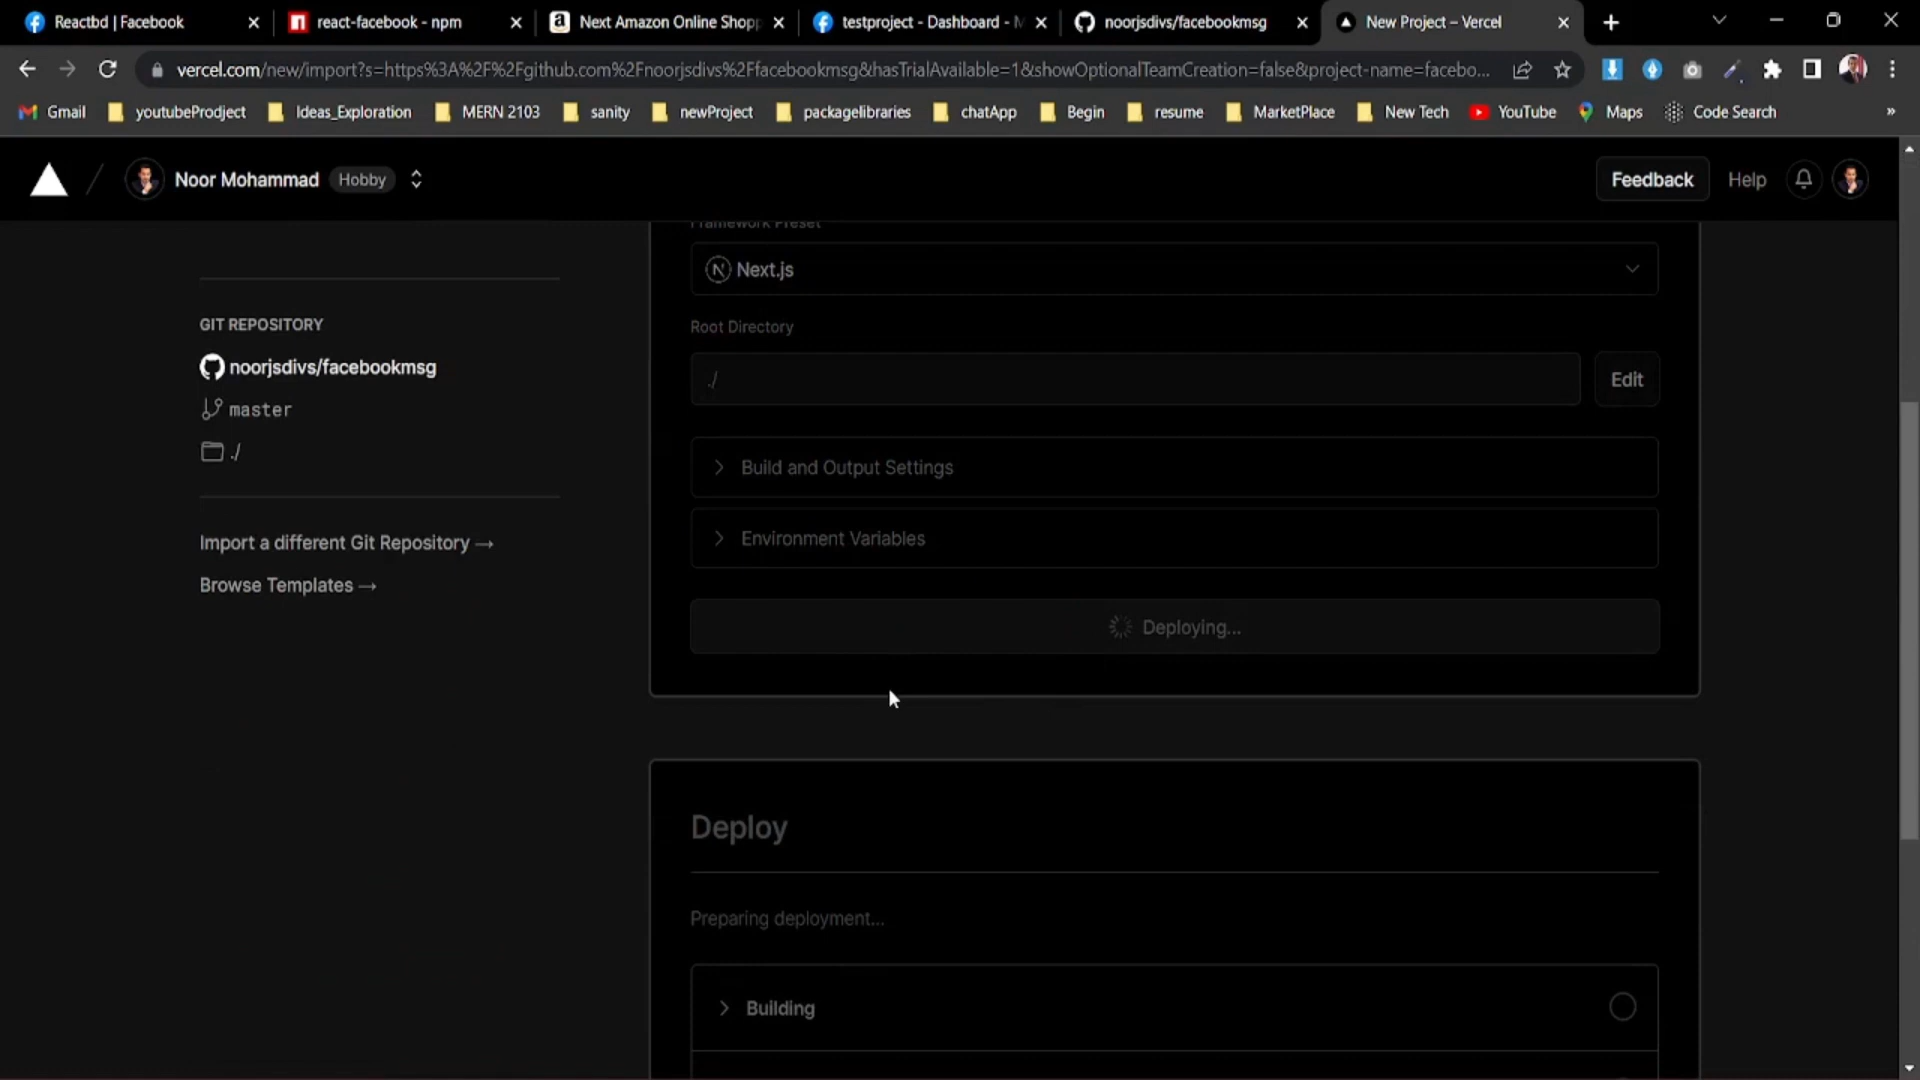 Reactbd | Facebook
react-facebook - npm
Next Amazon Online Shopp
testproject - Dashboard - M
noorjsdivs/facebookmsg
New Project – Vercel
vercel.com/new/import?s=https%3A%2F%2Fgithub.com%2Fnoorjsdivs%2Ffacebookmsg&hasTrialAvailable=1&showOptionalTeamCreation=false&project-name=facebo...
Gmail
youtubeProdject
Ideas_Exploration
MERN 2103
sanity
newProject
packagelibraries
chatApp
Begin
resume
MarketPlace
New Tech
YouTube
Maps
Code Search
»
Noor Mohammad
Hobby
Feedback
Help
Framework Preset
Next.js
Root Directory
./
Edit
GIT REPOSITORY
noorjsdivs/facebookmsg
master
./
Import a different Git Repository →
Browse Templates →
Build and Output Settings
Environment Variables
Deploying...
Deploy
Preparing deployment...
Building